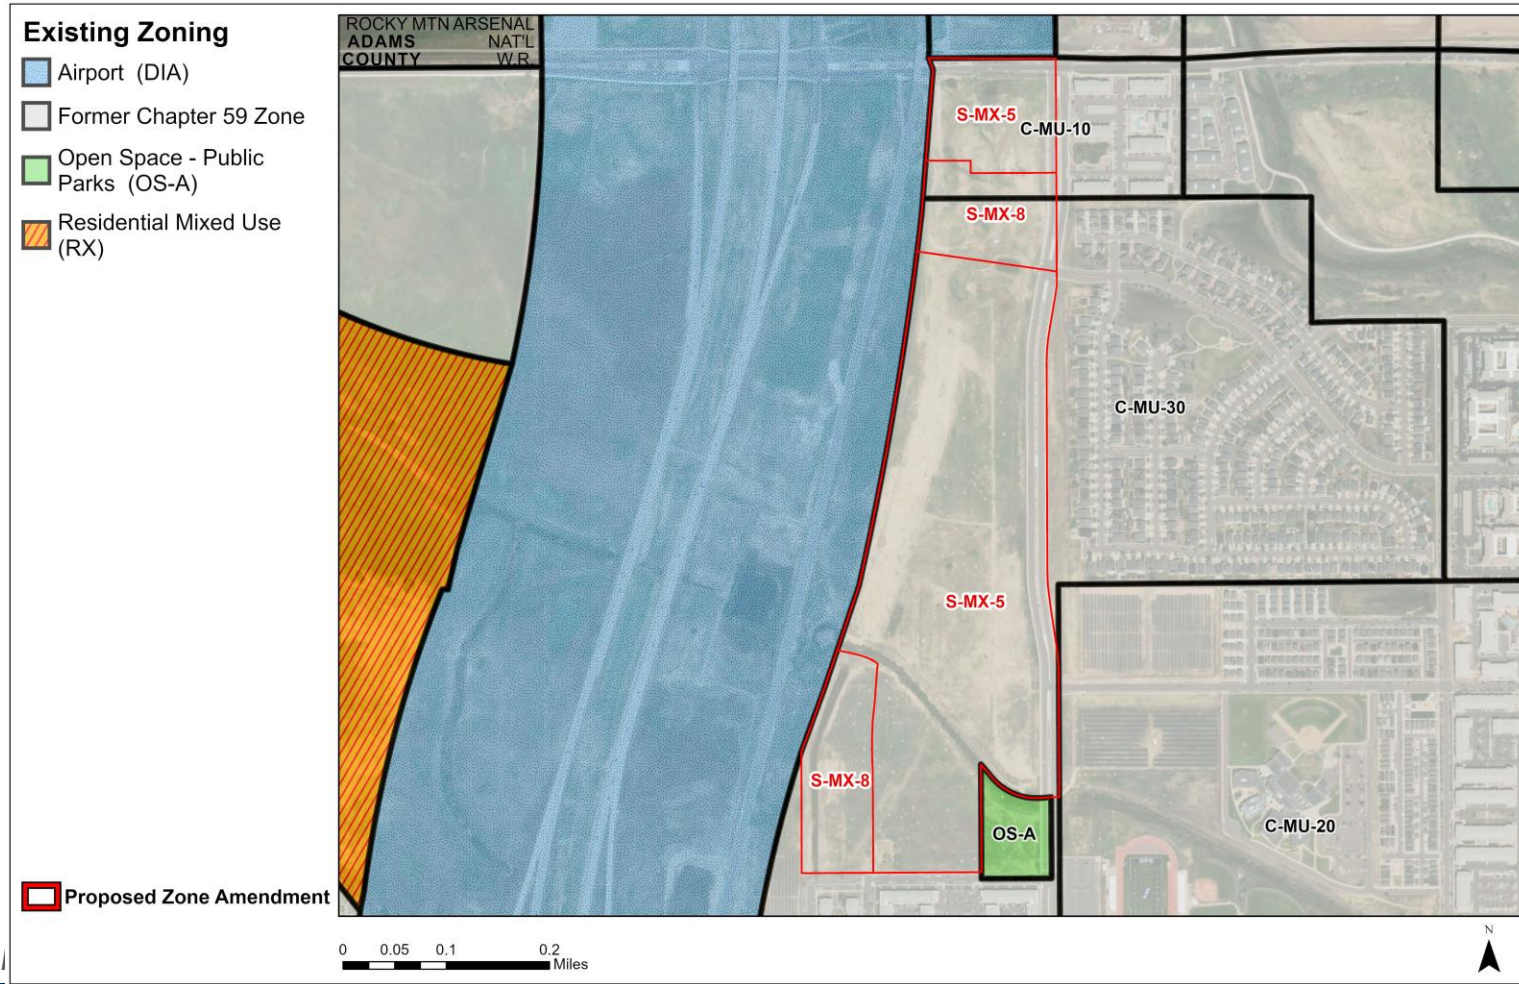 Existing Zoning
Airport (DIA)
Former Chapter 59 Zone
Open Space - Public
Parks (OS-A)
Residential Mixed Use
(RX)
Proposed Zone Amendment
ROCKY MTN ARSENAL
ADAMS NAT'L
COUNTY W.R.
S-MX-5
C-MU-10
S-MX-8
C-MU-30
S-MX-5
S-MX-8
OS-A
C-MU-20
0 0.05 0.1 0.2
Miles
N